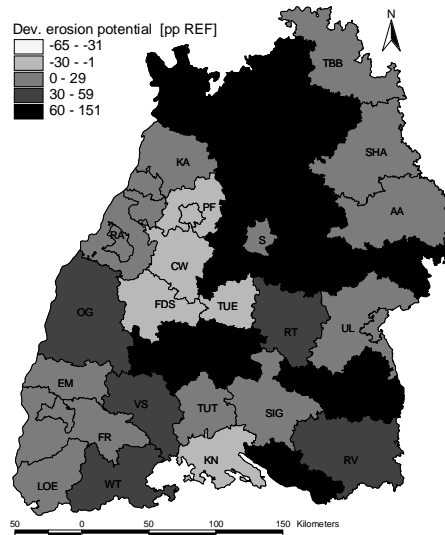 Dev. erosion potential [pp REF]
-65 - -31
-30 - -1
0 - 29
30 - 59
60 - 151
N
TBB
SHA
KA
AA
PF
RA
S
CW
OG
FDS
TUE
RT
UL
EM
VS
TUT
SIG
FR
KN
RV
LOE
WT
50 0 50 100 150 Kilometers